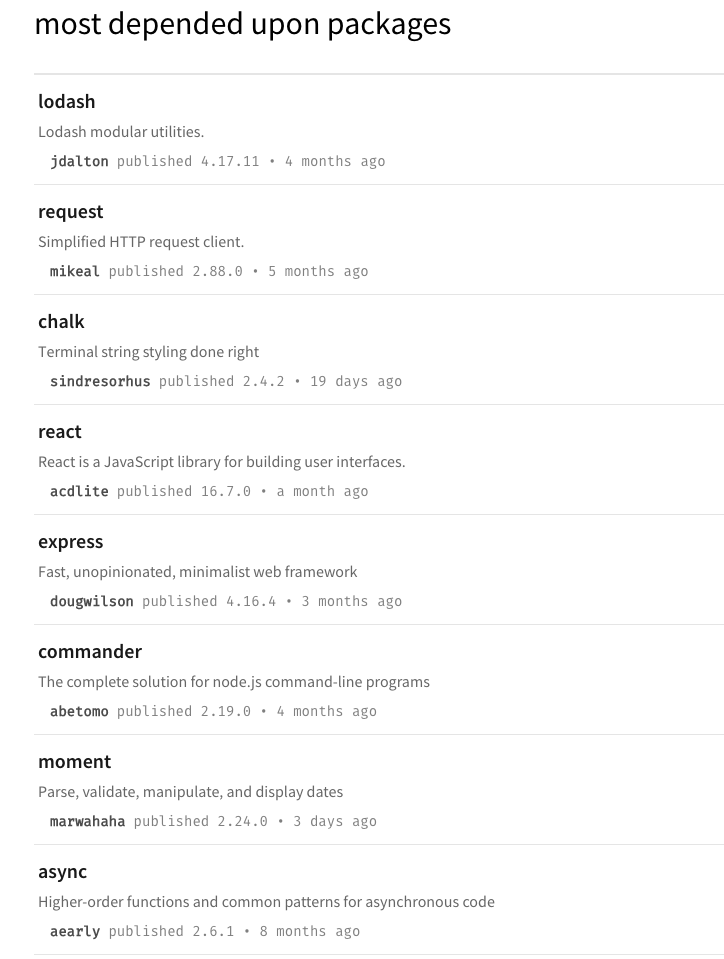 most depended upon packages
lodash
Lodash modular utilities.
jdalton published 4.17.11 • 4 months ago
request
Simplified HTTP request client.
mikeal published 2.88.0 • 5 months ago
chalk
Terminal string styling done right
sindresorhus published 2.4.2 • 19 days ago
react
React is a JavaScript library for building user interfaces.
acdlite published 16.7.0 • a month ago
express
Fast, unopinionated, minimalist web framework
dougwilson published 4.16.4 • 3 months ago
commander
The complete solution for node.js command-line programs
abetomo published 2.19.0 • 4 months ago
moment
Parse, validate, manipulate, and display dates
marwahaha published 2.24.0 • 3 days ago
async
Higher-order functions and common patterns for asynchronous code
aearly published 2.6.1 • 8 months ago